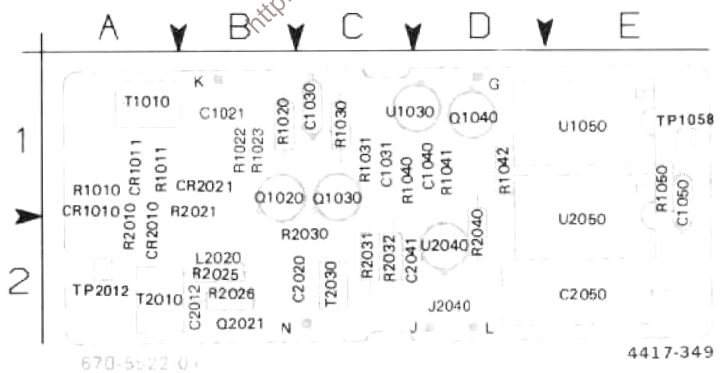 A B C D E
http
K G
T1010 C1021 R1020 C1030 R1030 U1030 Q1040 U1050 TP1058
1
R1022 R1023
CR1011 R1011 R1031 C1031 R1040 C1040 R1041 R1042
R1010 CR2021 Q1020 Q1030 R1050 C1050
CR1010 R2010 CR2010 R2021 U2050
R2030 R2031 R2032 C2041 U2040 R2040
2
L2020
R2025 C2020 T2030
TP2012 T2010 C2012 R2026 C2050
J2040
Q2021 N J L
670-5522-0
4417-349